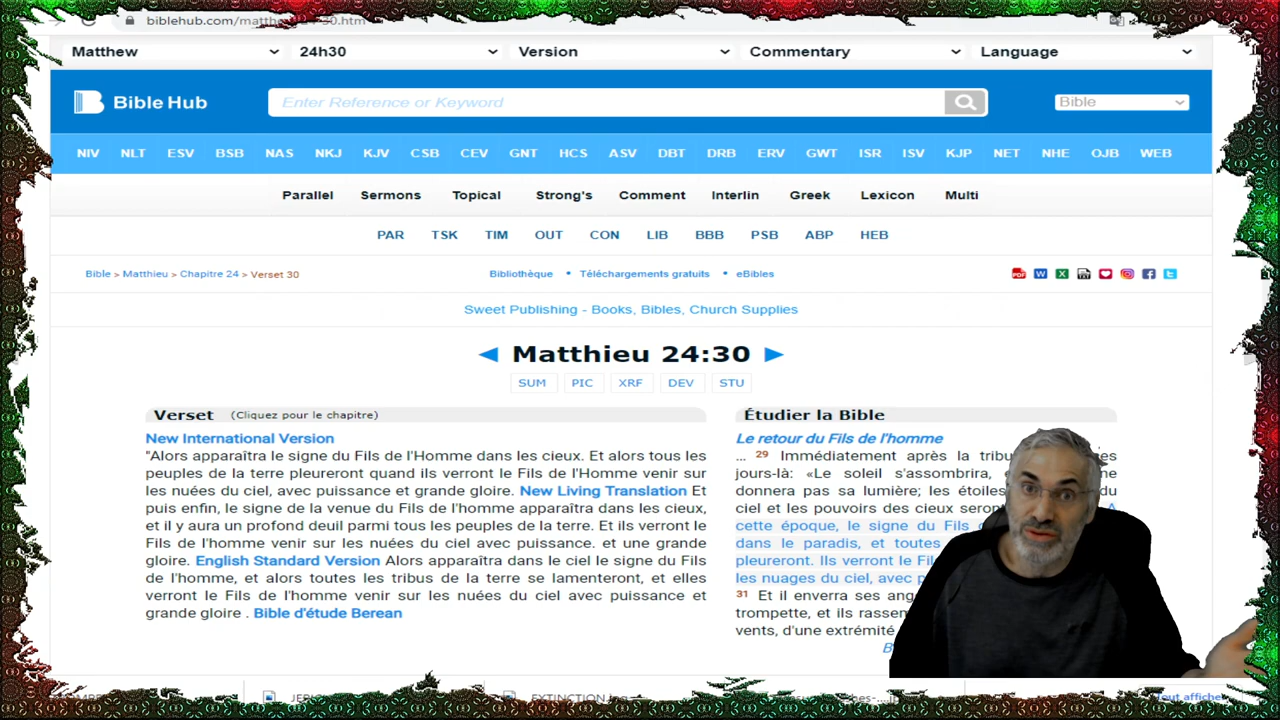 biblehub.com/matthew/24-30.htm
Matthew 24h30 Version Commentary Language
Bible Hub Enter Reference or Keyword Bible
NIV NLT ESV BSB NAS NKJ KJV CSB CEV GNT HCS ASV DBT DRB ERV GWT ISR ISV KJP NET NHE OJB WEB
Parallel Sermons Topical Strong's Comment Interlin Greek Lexicon Multi
PAR TSK TIM OUT CON LIB BBB PSB ABP HEB
Bible > Matthieu > Chapitre 24 > Verset 30 Bibliothèque • Téléchargements gratuits • eBibles
Sweet Publishing - Books, Bibles, Church Supplies
◄ Matthieu 24:30 ►
SUM PIC XRF DEV STU
Verset (Cliquez pour le chapitre)
New International Version
"Alors apparaîtra le signe du Fils de l'Homme dans les cieux. Et alors tous les
peuples de la terre pleureront quand ils verront le Fils de l'Homme venir sur
les nuées du ciel, avec puissance et grande gloire. New Living Translation Et
puis enfin, le signe de la venue du Fils de l'homme apparaîtra dans les cieux,
et il y aura un profond deuil parmi tous les peuples de la terre. Et ils verront le
Fils de l'homme venir sur les nuées du ciel avec puissance. et une grande
gloire. English Standard Version Alors apparaîtra dans le ciel le signe du Fils
de l'homme, et alors toutes les tribus de la terre se lamenteront, et elles
verront le Fils de l'homme venir sur les nuées du ciel avec puissance et
grande gloire . Bible d'étude Berean
Étudier la Bible
Le retour du Fils de l'homme
... 29 Immédiatement après la
jours-là: «Le soleil s'assombrira,
donnera pas sa lumière; les étoiles du
ciel et les pouvoirs des cieux A
cette époque, le signe du Fils
dans le paradis, et toutes
pleureront. Ils verront le
les nuages du ciel, avec
31 Et il enverra ses
trompette, et ils
vents, d'une extrémité
EXTINCTION
Tout affiche